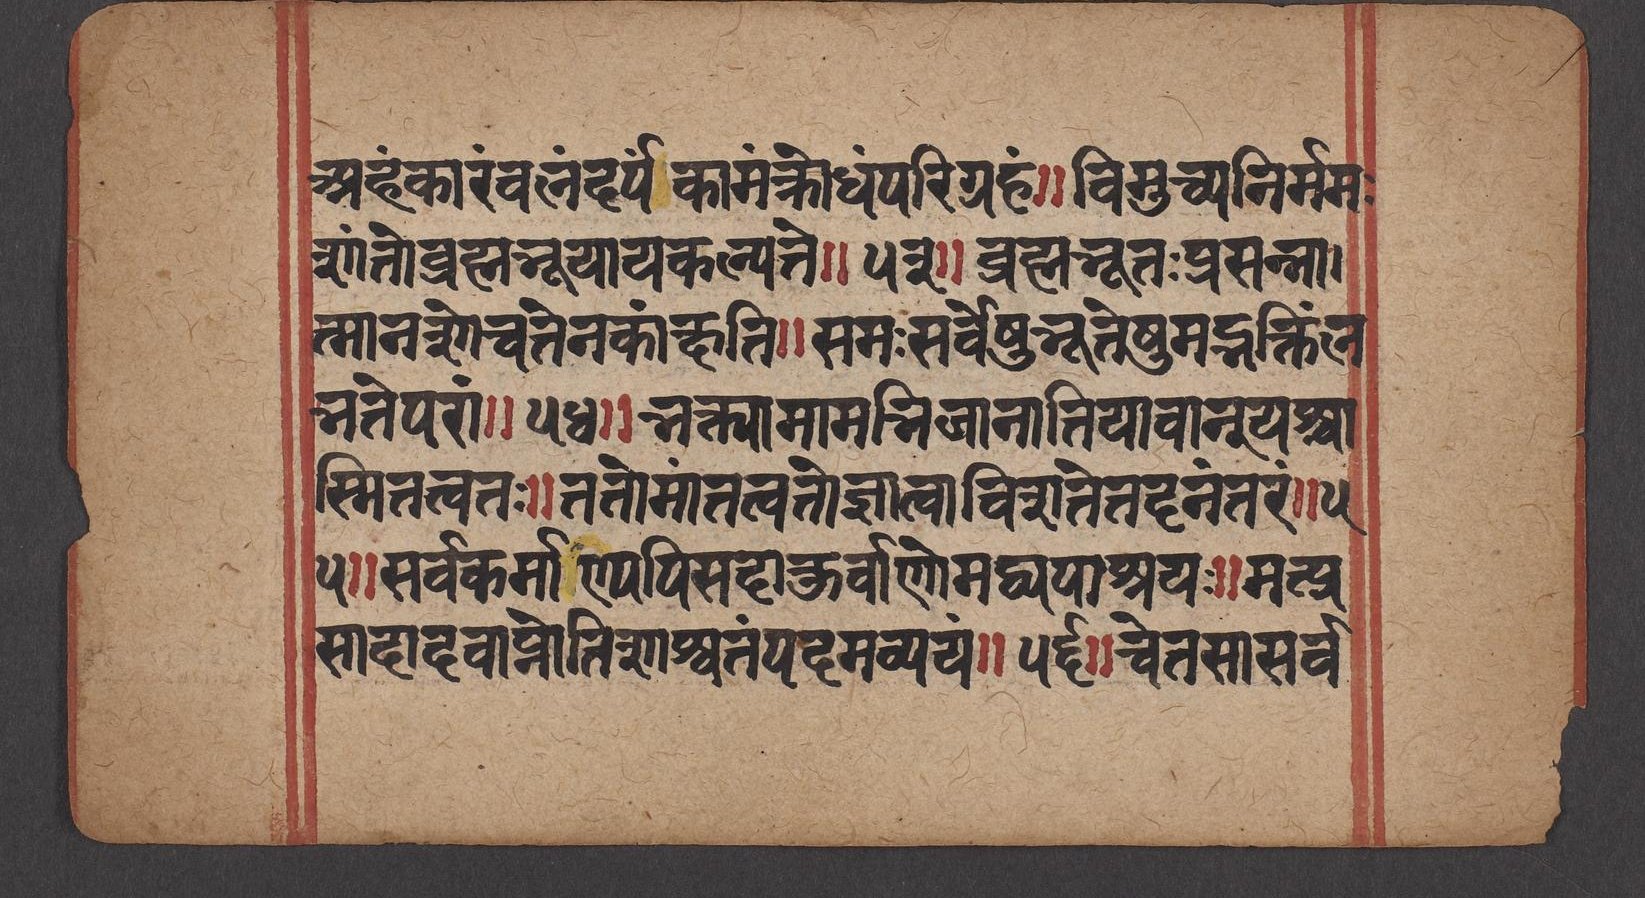 अहंकारंबलंदर्पं कामंक्रोधंपरिग्रहं॥ विमुच्यनिर्ममः
शांतोब्रह्मभूयायकल्पते॥ ५३॥ ब्रह्मभूतःप्रसन्ना।
त्मानशोचतेनकांक्षति॥ समःसर्वेषुभूतेषुमद्भक्तिंल
भतेपरां॥ ५४॥ भक्त्यामामभिजानातियावान्यश्चा
स्मितत्वतः॥ ततोमांतत्वतोज्ञात्वाविशतेतदनंतरं॥ ५
५॥ सर्वकर्माण्यपिसदाकुर्वाणोमद्व्यपाश्रयः॥ मत्प्र
सादादवाप्नोतिशाश्वतंपदमव्ययं॥ ५६॥ चेतसासर्व